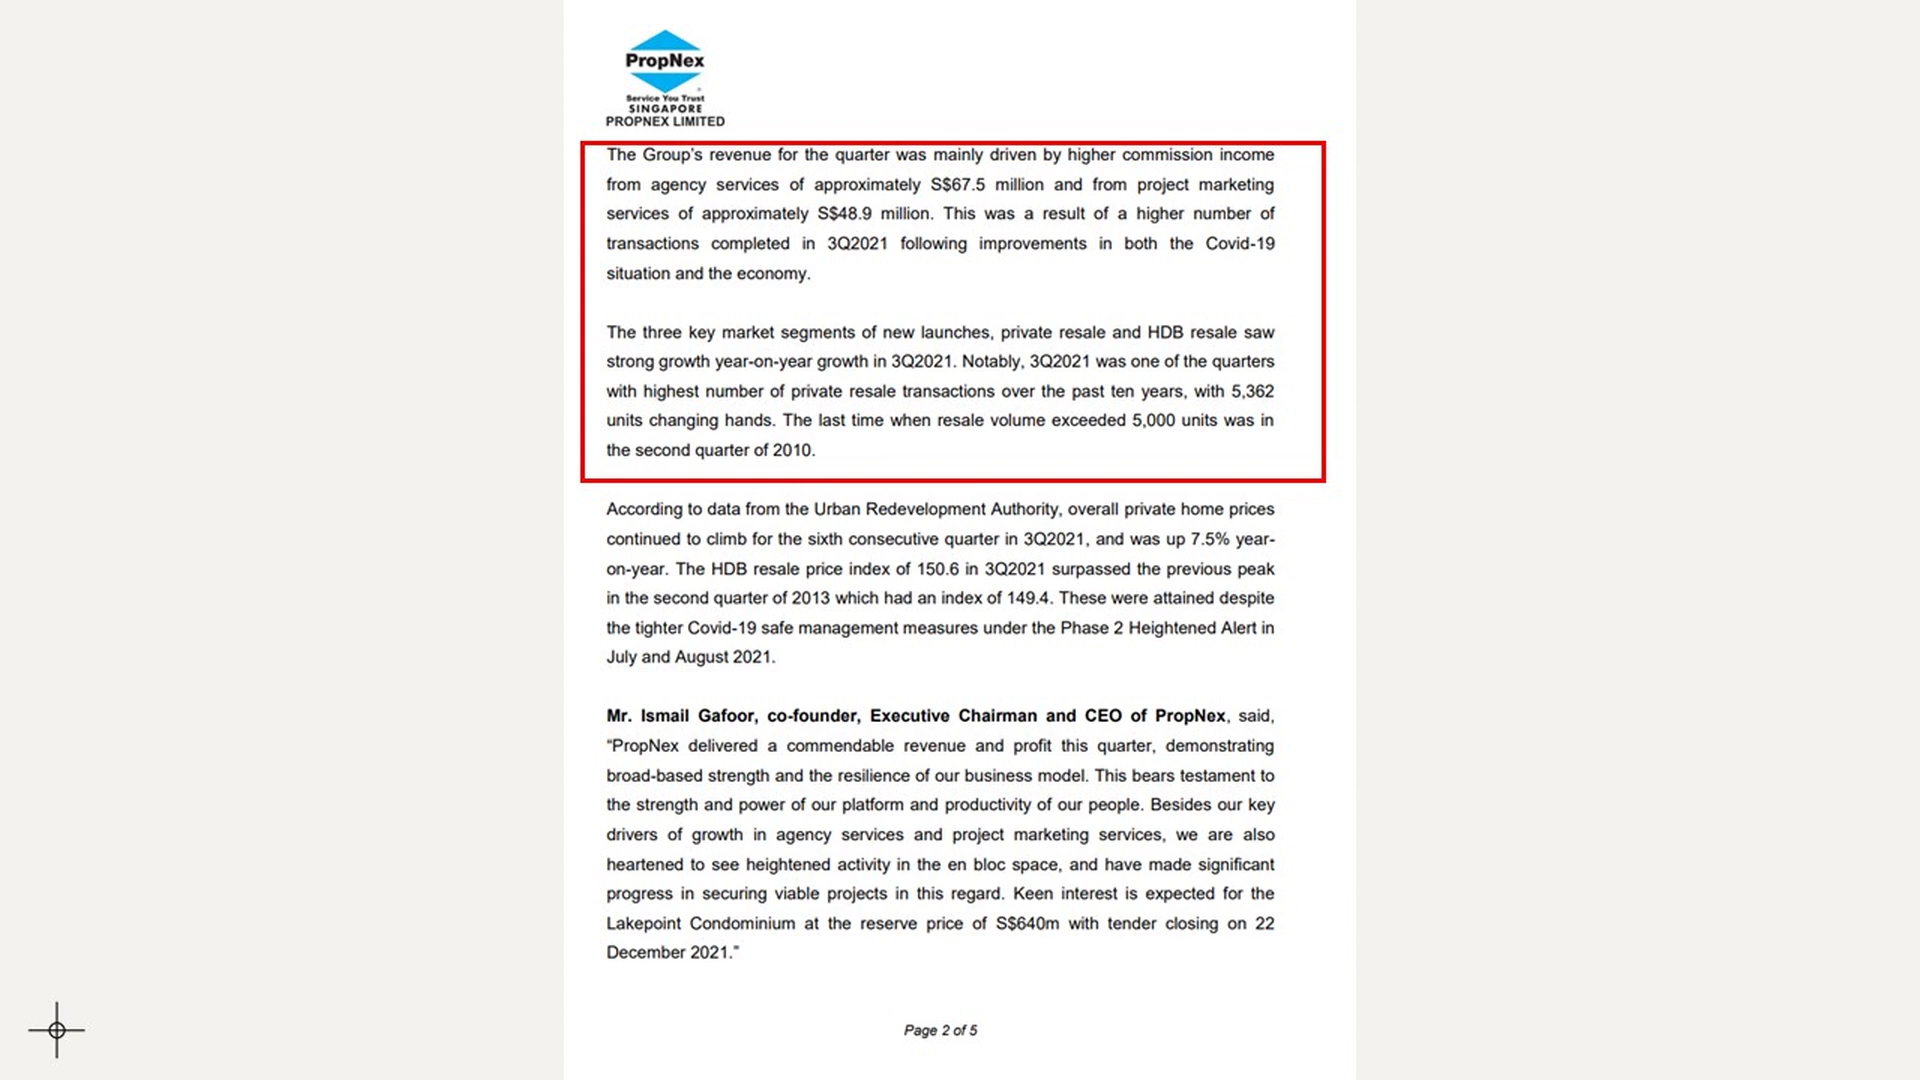 PropNex
Service You Trust
SINGAPORE
PROPNEX LIMITED
The Group's revenue for the quarter was mainly driven by higher commission income
from agency services of approximately S$67.5 million and from project marketing
services of approximately S$48.9 million. This was a result of a higher number of
transactions completed in 3Q2021 following improvements in both the Covid-19
situation and the economy.
The three key market segments of new launches, private resale and HDB resale saw
strong growth year-on-year growth in 3Q2021. Notably, 3Q2021 was one of the quarters
with highest number of private resale transactions over the past ten years, with 5,362
units changing hands. The last time when resale volume exceeded 5,000 units was in
the second quarter of 2010.
According to data from the Urban Redevelopment Authority, overall private home prices
continued to climb for the sixth consecutive quarter in 3Q2021, and was up 7.5% year-
on-year. The HDB resale price index of 150.6 in 3Q2021 surpassed the previous peak
in the second quarter of 2013 which had an index of 149.4. These were attained despite
the tighter Covid-19 safe management measures under the Phase 2 Heightened Alert in
July and August 2021.
Mr. Ismail Gafoor, co-founder, Executive Chairman and CEO of PropNex, said,
“PropNex delivered a commendable revenue and profit this quarter, demonstrating
broad-based strength and the resilience of our business model. This bears testament to
the strength and power of our platform and productivity of our people. Besides our key
drivers of growth in agency services and project marketing services, we are also
heartened to see heightened activity in the en bloc space, and have made significant
progress in securing viable projects in this regard. Keen interest is expected for the
Lakepoint Condominium at the reserve price of S$640m with tender closing on 22
December 2021.”
Page 2 of 5